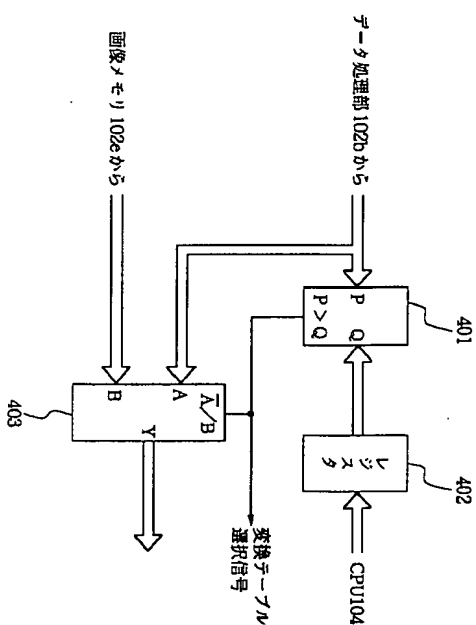 データ処理部 102bから
401
P Q
P>Q
402
レジスタ
CPU104
画像メモリ 102eから
A̅/B
A
B
Y
403
変換テーブル
選択信号